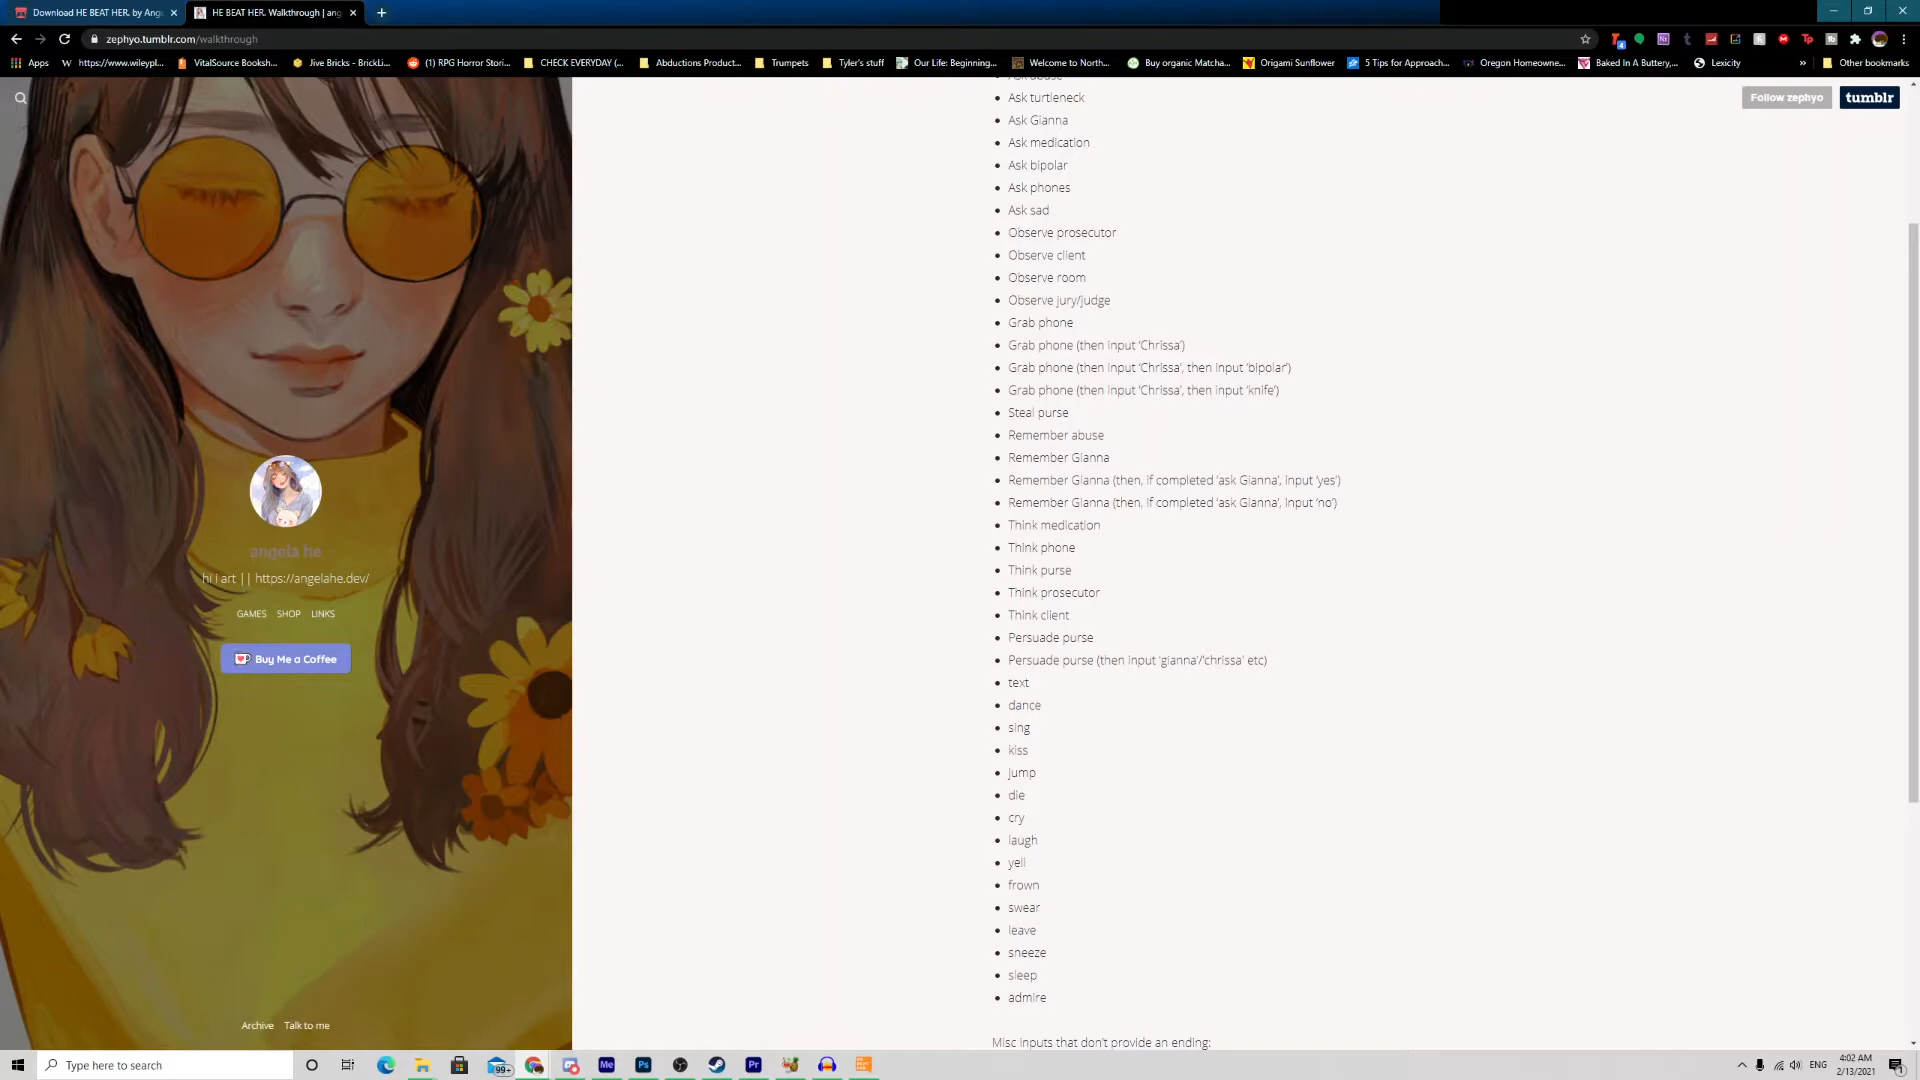 Download HE BEAT HER. by Ang
HE BEAT HER. Walkthrough | ang
zephyo.tumblr.com/walkthrough
Apps
https://www.wileypl...
VitalSource Booksh...
Jive Bricks - BrickLi...
(1) RPG Horror Stori...
CHECK EVERYDAY (...
Abductions Product...
Trumpets
Tyler's stuff
Our Life: Beginning...
Welcome to North...
Buy organic Matcha...
Origami Sunflower
5 Tips for Approach...
Oregon Homeowne...
Baked In A Buttery,...
Lexicity
»
Other bookmarks
Ask abuse
Follow zephyo
tumblr
• Ask turtleneck
• Ask Gianna
• Ask medication
• Ask bipolar
• Ask phones
• Ask sad
• Observe prosecutor
• Observe client
• Observe room
• Observe jury/judge
• Grab phone
• Grab phone (then input ‘Chrissa’)
• Grab phone (then input ‘Chrissa’, then input ‘bipolar’)
• Grab phone (then input ‘Chrissa’, then input ‘knife’)
• Steal purse
• Remember abuse
• Remember Gianna
• Remember Gianna (then, if completed ‘ask Gianna’, input ‘yes’)
• Remember Gianna (then, if completed ‘ask Gianna’, input ‘no’)
• Think medication
• Think phone
• Think purse
• Think prosecutor
• Think client
• Persuade purse
• Persuade purse (then input ‘gianna’/’chrissa’ etc)
• text
• dance
• sing
• kiss
• jump
• die
• cry
• laugh
• yell
• frown
• swear
• leave
• sneeze
• sleep
• admire
Misc inputs that don’t provide an ending:
angela he
hi i art || https://angelahe.dev/
GAMES SHOP LINKS
Buy Me a Coffee
Archive Talk to me
Type here to search
99+
Me
Ps
Pr
ENG
4:02 AM
2/13/2021